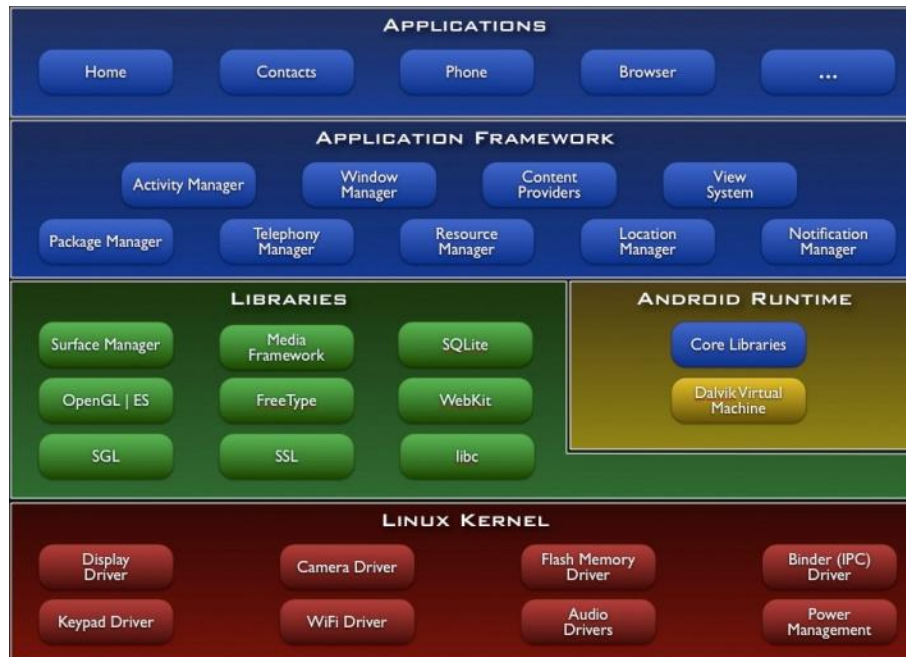 APPLICATIONS
Home
Contacts
Phone
Browser
...
APPLICATION FRAMEWORK
Activity Manager
Window
Manager
Content
Providers
View
System
Package Manager
Telephony
Manager
Resource
Manager
Location
Manager
Notification
Manager
LIBRARIES
Surface Manager
Media
Framework
SQLite
OpenGL | ES
FreeType
WebKit
SGL
SSL
libc
ANDROID RUNTIME
Core Libraries
Dalvik Virtual
Machine
LINUX KERNEL
Display
Driver
Camera Driver
Flash Memory
Driver
Binder (IPC)
Driver
Keypad Driver
WiFi Driver
Audio
Drivers
Power
Management